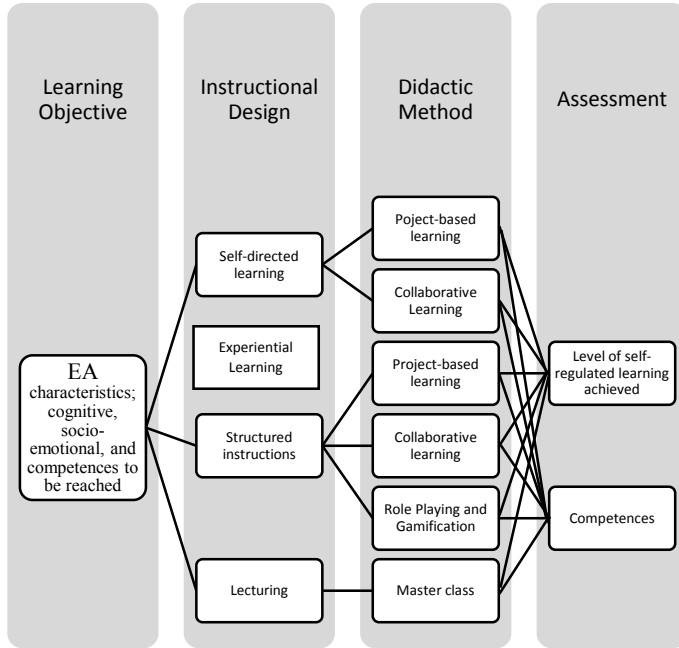 Learning
Objective
Instructional
Design
Didactic
Method
Assessment
EA
characteristics;
cognitive,
socio-
emotional, and
competences to
be reached
Self-directed
learning
Experiential
Learning
Structured
instructions
Lecturing
Poject-based
learning
Collaborative
Learning
Project-based
learning
Collaborative
learning
Role Playing and
Gamification
Master class
Level of self-
regulated learning
achieved
Competences